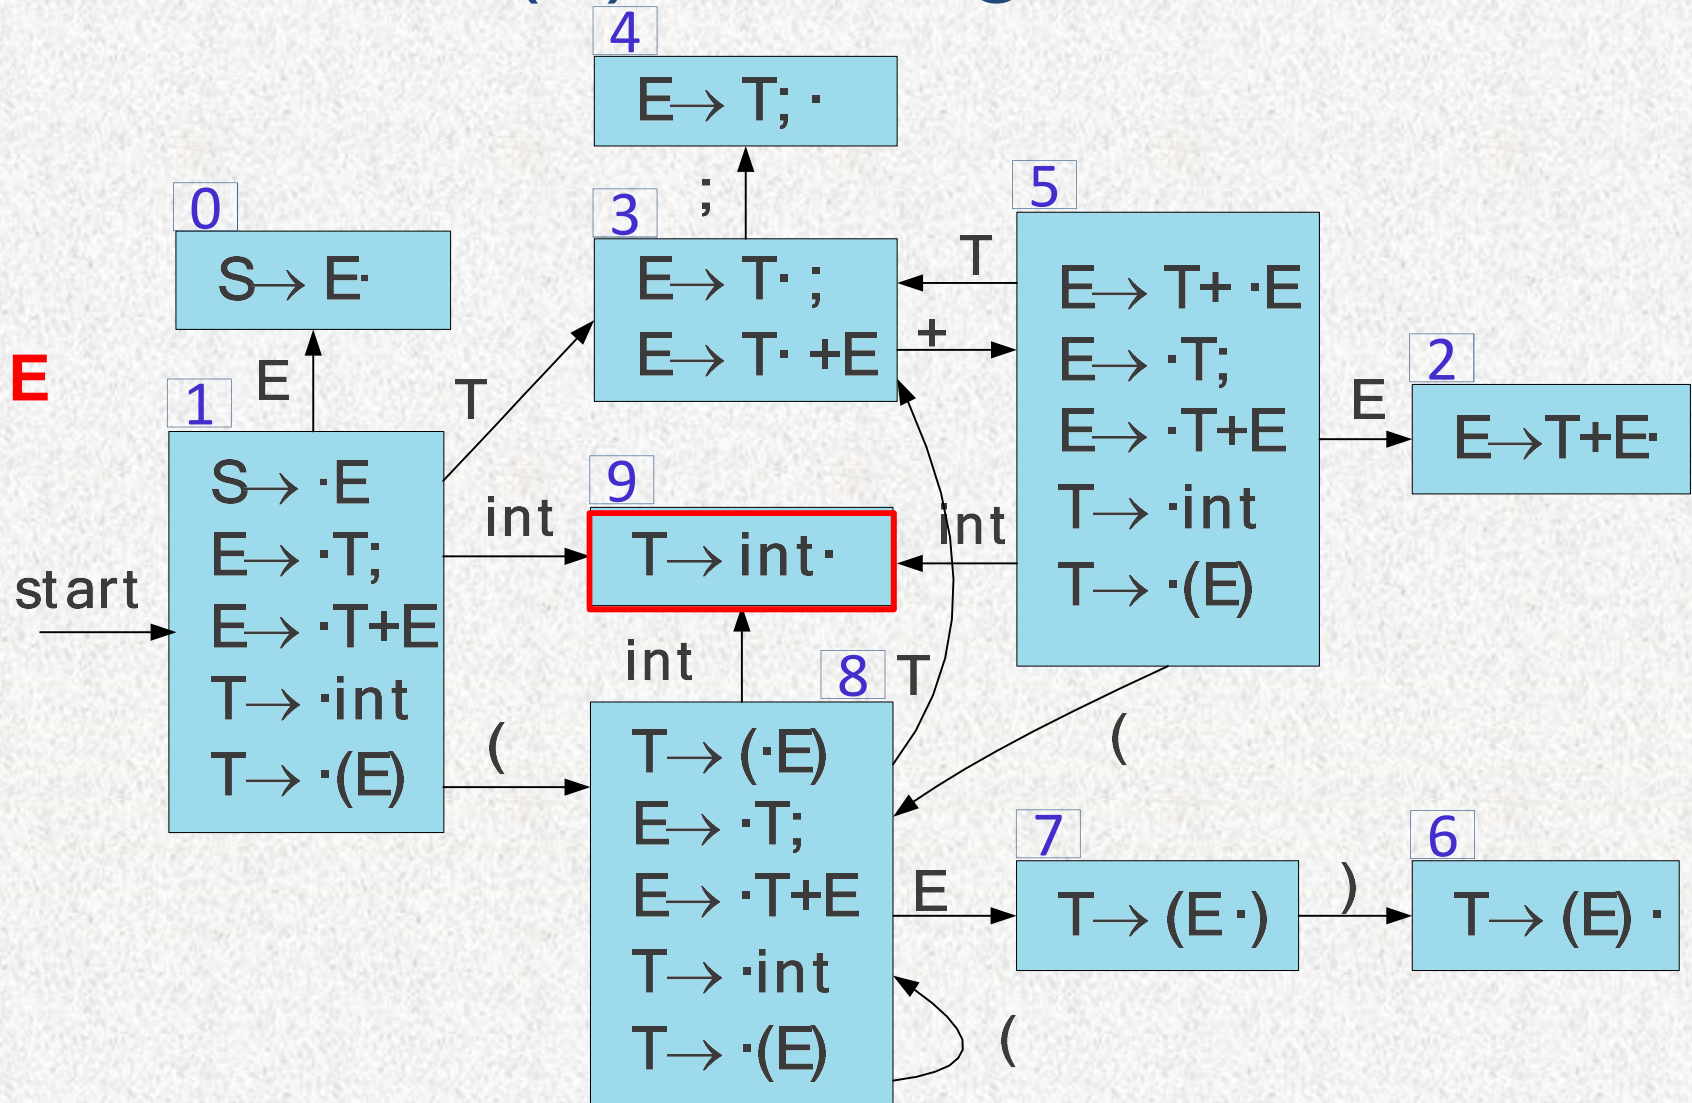 4
E→ T; ·
;
0
S→ E·
3
E→ T· ;
E→ T· +E
T
+
5
E→ T+ ·E
E→ ·T;
E→ ·T+E
T→ ·int
T→ ·(E)
E
2
E→T+E·
E
E
T
1
S→ ·E
E→ ·T;
E→ ·T+E
T→ ·int
T→ ·(E)
start
int
9
T→ int·
int
int
(
8
T
T→ (·E)
E→ ·T;
E→ ·T+E
T→ ·int
T→ ·(E)
(
E
7
T→ (E·)
)
6
T→ (E) ·
(